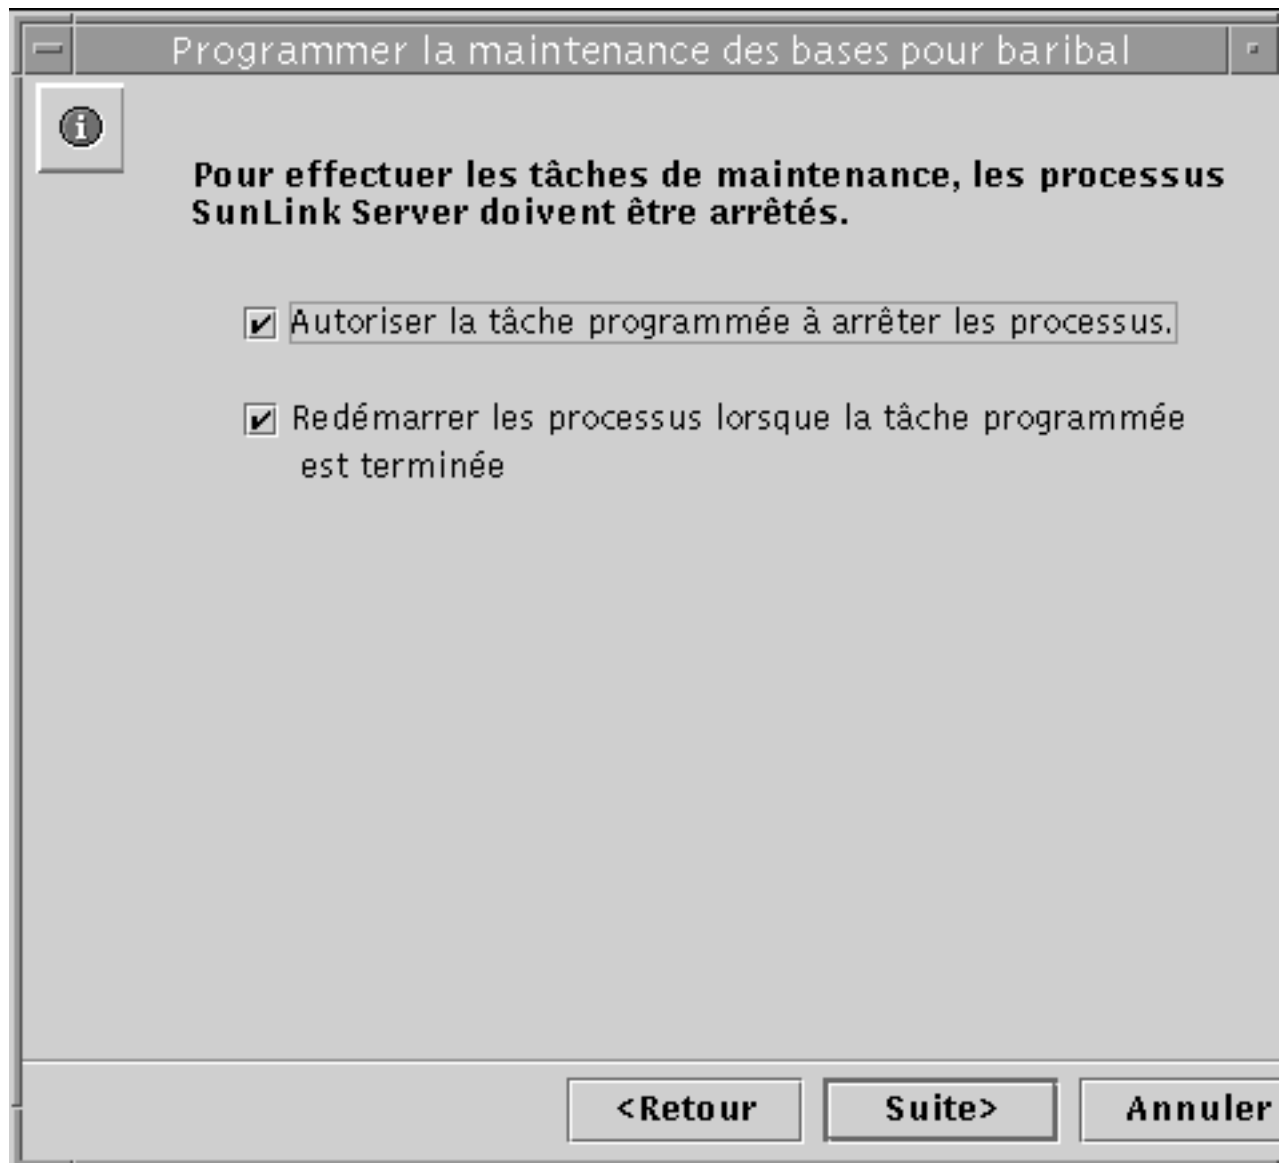 Programmer la maintenance des bases pour baribal
Pour effectuer les tâches de maintenance, les processus
SunLink Server doivent être arrêtés.
Autoriser la tâche programmée à arrêter les processus.
Redémarrer les processus lorsque la tâche programmée
est terminée
<Retour
Suite>
Annuler